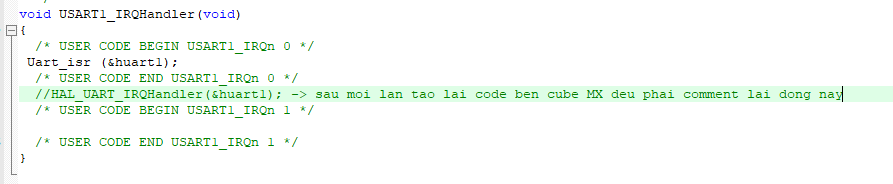 void USART1_IRQHandler(void)
{
/* USER CODE BEGIN USART1_IRQn 0 */
Uart_isr (&huart1);
/* USER CODE END USART1_IRQn 0 */
//HAL_UART_IRQHandler(&huart1); -> sau moi lan tao lai code ben cube MX deu phai comment lai dong nay
/* USER CODE BEGIN USART1_IRQn 1 */
/* USER CODE END USART1_IRQn 1 */
}